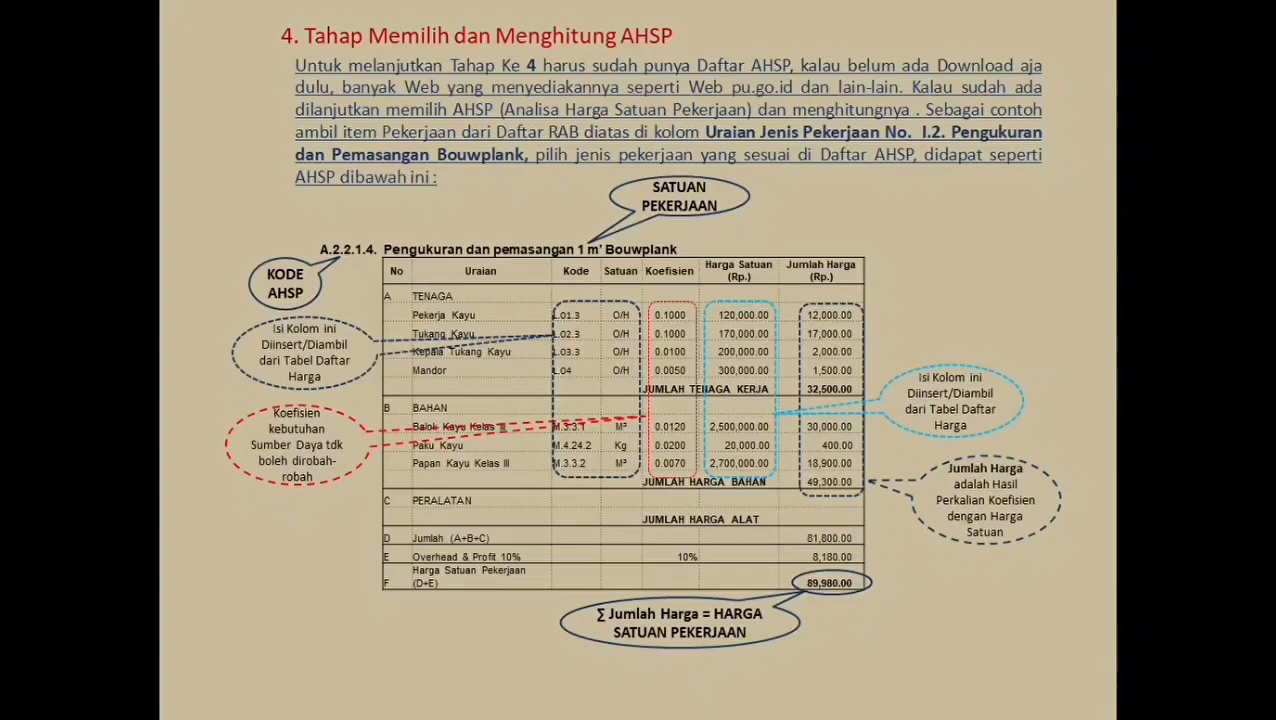 4. Tahap Memilih dan Menghitung AHSP
Untuk melanjutkan Tahap Ke 4 harus sudah punya Daftar AHSP, kalau belum ada Download aja
dulu, banyak Web yang menyediakannya seperti Web pu.go.id dan lain-lain. Kalau sudah ada
dilanjutkan memilih AHSP (Analisa Harga Satuan Pekerjaan) dan menghitungnya . Sebagai contoh
ambil item Pekerjaan dari Daftar RAB diatas di kolom Uraian Jenis Pekerjaan No. I.2. Pengukuran
dan Pemasangan Bouwplank, pilih jenis pekerjaan yang sesuai di Daftar AHSP, didapat seperti
AHSP dibawah ini :
SATUAN
PEKERJAAN
A.2.2.1.4. Pengukuran dan pemasangan 1 m' Bouwplank
KODE
AHSP
No Uraian Kode Satuan Koefisien Harga Satuan (Rp.) Jumlah Harga (Rp.)
A TENAGA
Pekerja Kayu L.01.3 O/H 0.1000 120,000.00 12,000.00
Tukang Kayu L.02.3 O/H 0.1000 170,000.00 17,000.00
Kepala Tukang Kayu L.03.3 O/H 0.0100 200,000.00 2,000.00
Mandor L.04 O/H 0.0050 300,000.00 1,500.00
JUMLAH TENAGA KERJA 32,500.00
B BAHAN
Balok Kayu Kelas II M.3.3.1 M³ 0.0120 2,500,000.00 30,000.00
Paku Kayu M.4.24.2 Kg 0.0200 20,000.00 400.00
Papan Kayu Kelas III M.3.3.2 M³ 0.0070 2,700,000.00 18,900.00
JUMLAH HARGA BAHAN 49,300.00
C PERALATAN
JUMLAH HARGA ALAT
D Jumlah (A+B+C) 81,800.00
E Overhead & Profit 10% 10% 8,180.00
F Harga Satuan Pekerjaan (D+E) 89,980.00
Isi Kolom ini
Diinsert/Diambil
dari Tabel Daftar
Harga
Koefisien
kebutuhan
Sumber Daya tdk
boleh dirobah-
robah
Isi Kolom ini
Diinsert/Diambil
dari Tabel Daftar
Harga
Jumlah Harga
adalah Hasil
Perkalian Koefisien
dengan Harga
Satuan
∑ Jumlah Harga = HARGA
SATUAN PEKERJAAN